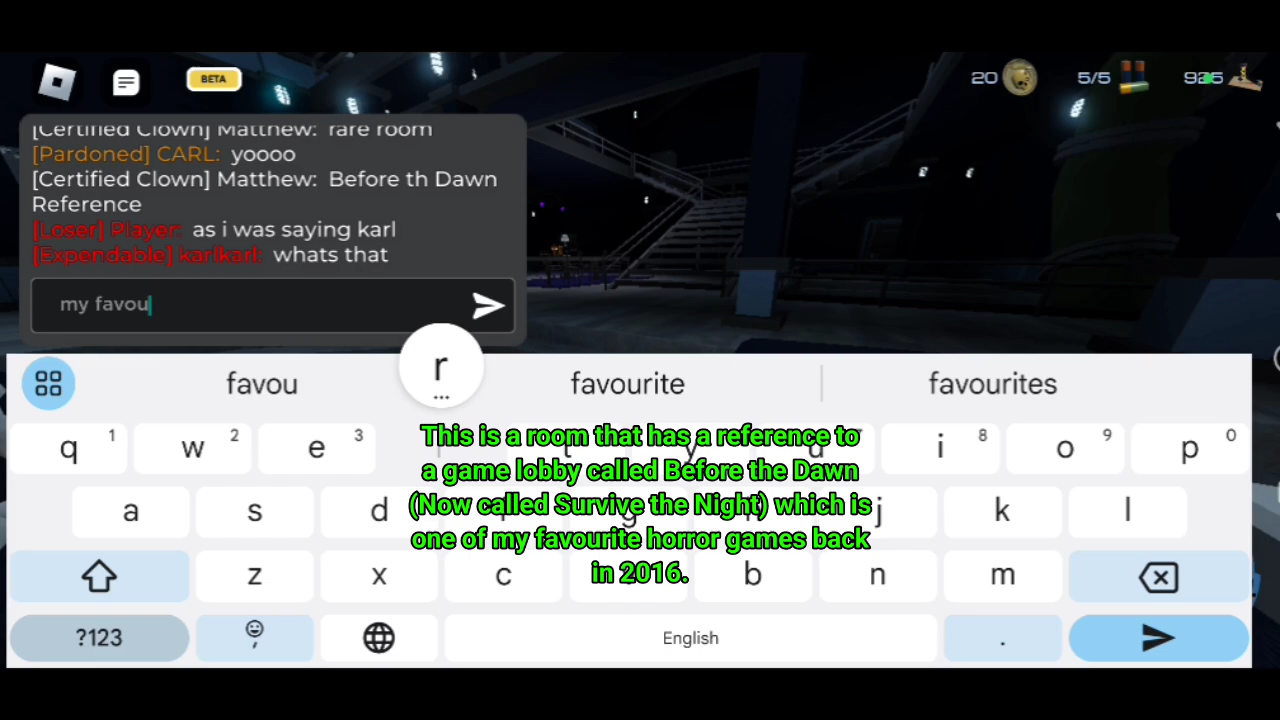 BETA
20
5/5
925
[Certified Clown] Matthew: rare room
[Pardoned] CARL: yoooo
[Certified Clown] Matthew: Before th Dawn
Reference
[Loser] Player: as i was saying karl
[Expendable] karlkarl: whats that
my favou
r
...
favou
favourite
favourites
This is a room that has a reference to
a game lobby called Before the Dawn
(Now called Survive the Night) which is
one of my favourite horror games back
in 2016.
q 1 w 2 e 3 t y u i 8 o 9 p 0
a s d g j k l
z x c b n m
?123 , English .